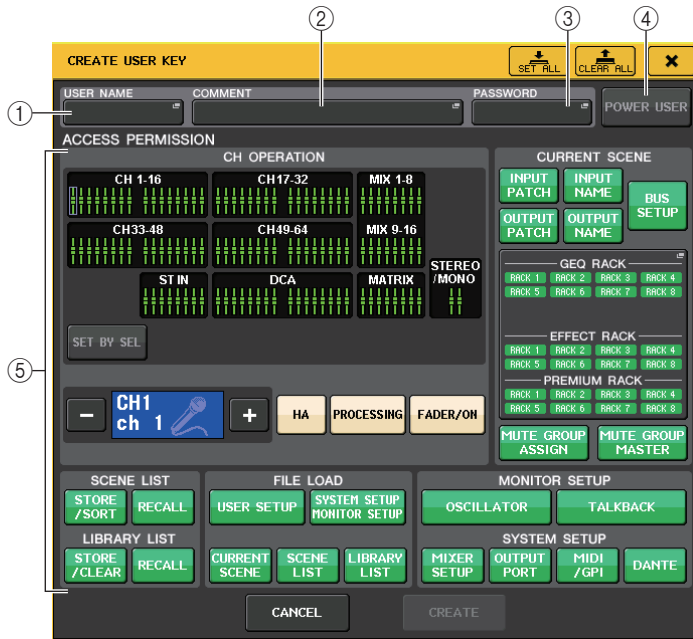 ② ③ ④
CREATE USER KEY SET ALL CLEAR ALL
① USER NAME COMMENT PASSWORD POWER USER
ACCESS PERMISSION
CH OPERATION
CH 1-16 CH17-32 MIX 1-8
CH33-48 CH49-64 MIX 9-16
ST IN DCA MATRIX STEREO /MONO
SET BY SEL
⑤
CH1
ch 1
HA PROCESSING FADER/ON
CURRENT SCENE
INPUT PATCH INPUT NAME BUS SETUP
OUTPUT PATCH OUTPUT NAME
GEQ RACK
RACK 1 RACK 2 RACK 3 RACK 4
RACK 5 RACK 6 RACK 7 RACK 8
EFFECT RACK
RACK 1 RACK 2 RACK 3 RACK 4
RACK 5 RACK 6 RACK 7 RACK 8
PREMIUM RACK
RACK 1 RACK 2 RACK 3 RACK 4
RACK 5 RACK 6 RACK 7 RACK 8
MUTE GROUP ASSIGN MUTE GROUP MASTER
SCENE LIST
STORE /SORT RECALL
LIBRARY LIST
STORE /CLEAR RECALL
FILE LOAD
USER SETUP SYSTEM SETUP MONITOR SETUP
CURRENT SCENE SCENE LIST LIBRARY LIST
MONITOR SETUP
OSCILLATOR TALKBACK
SYSTEM SETUP
MIXER SETUP OUTPUT PORT MIDI /GPI DANTE
CANCEL CREATE